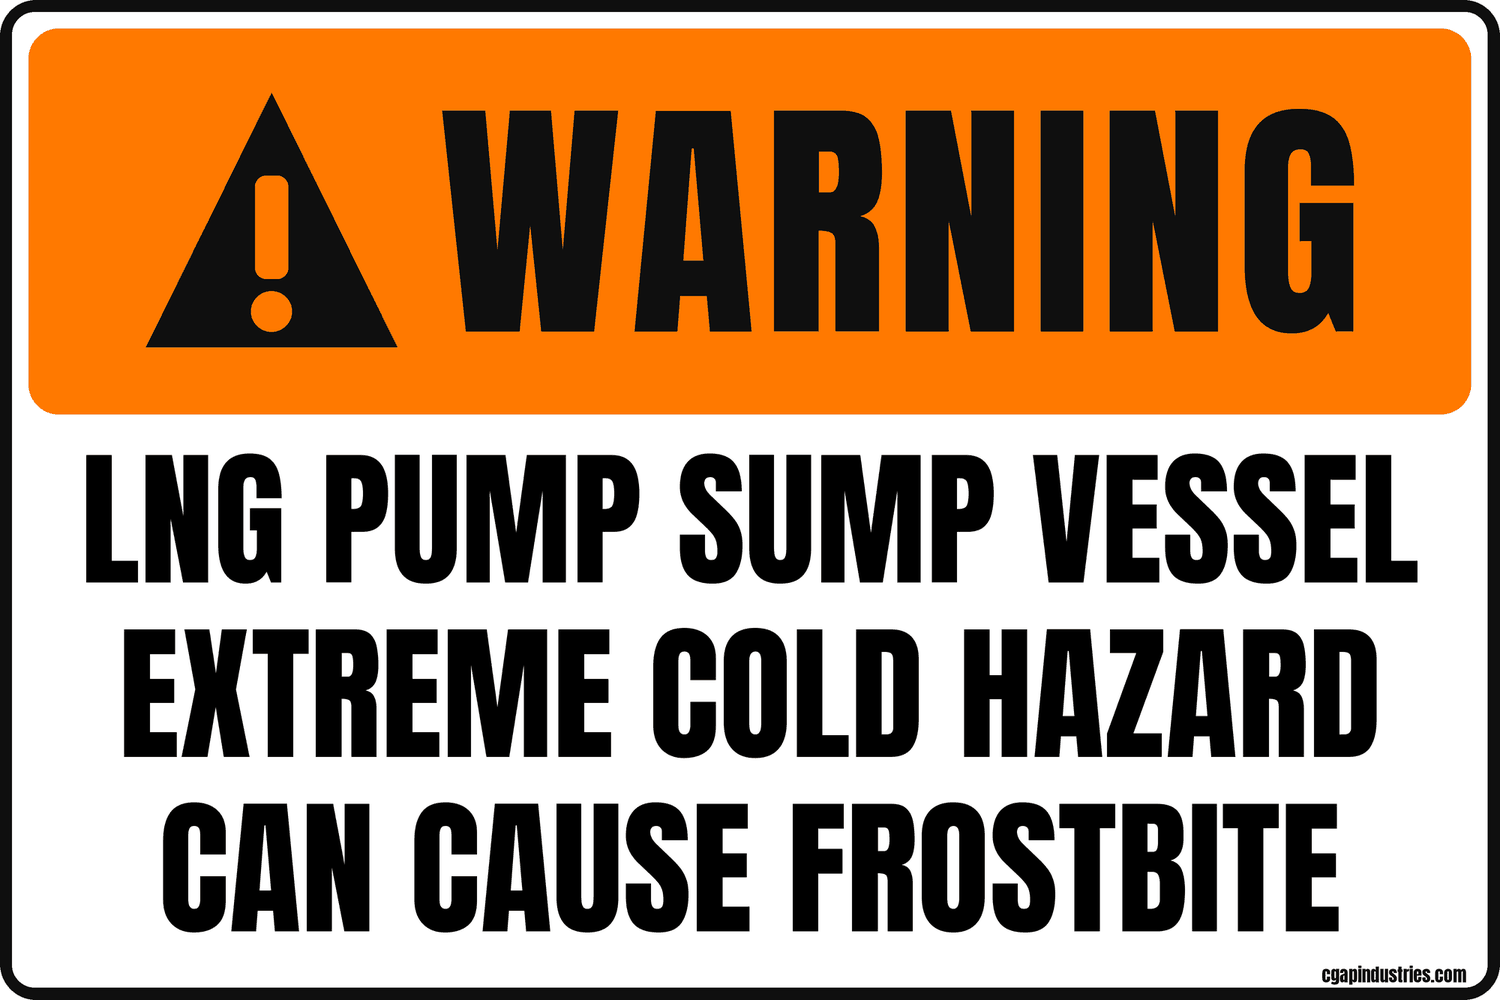 WARNING
LNG PUMP SUMP VESSEL
EXTREME COLD HAZARD
CAN CAUSE FROSTBITE
cgapindustries.com